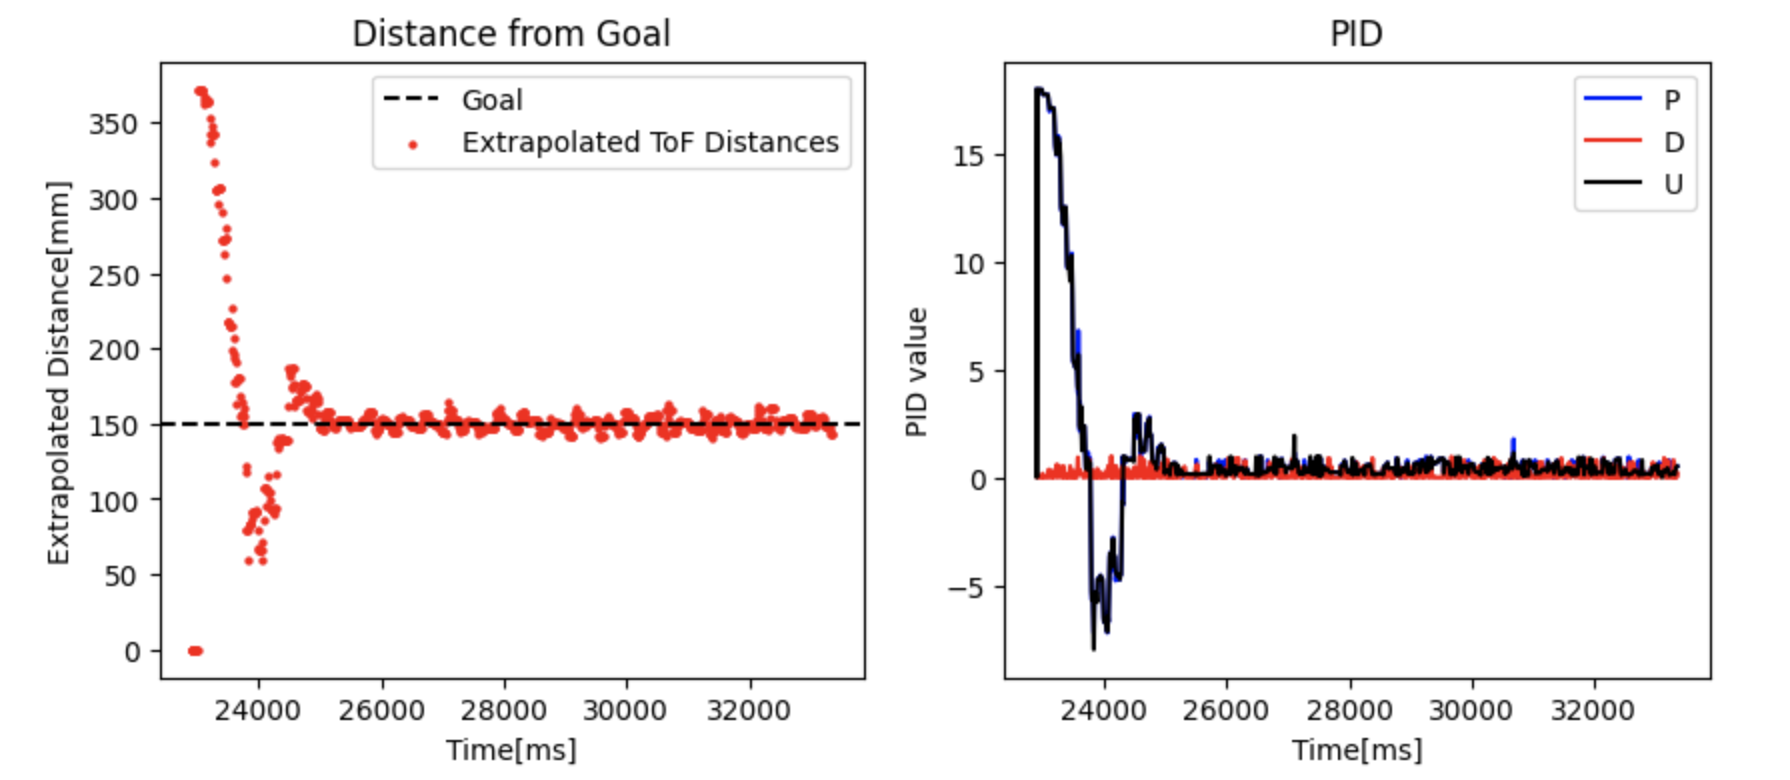 Distance from Goal
Extrapolated Distance[mm]
350
300
250
200
150
100
50
0
Goal
Extrapolated ToF Distances
24000 26000 28000 30000 32000
Time[ms]
PID
PID value
15
10
5
0
−5
P
D
U
24000 26000 28000 30000 32000
Time[ms]